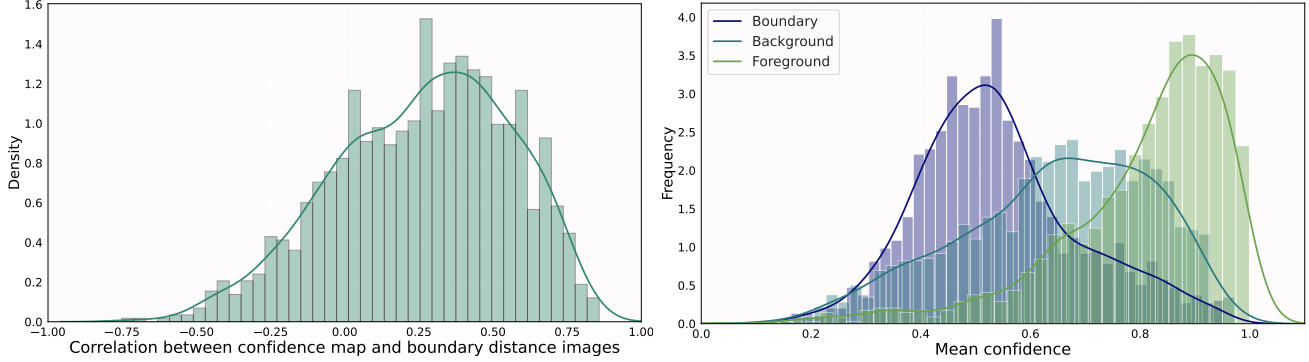 1.6
1.4
1.2
1.0
0.8
0.6
0.4
0.2
0.0
Density
−1.00 −0.75 −0.50 −0.25 0.00 0.25 0.50 0.75 1.00
Correlation between confidence map and boundary distance images
Boundary
Background
Foreground
4.0
3.5
3.0
2.5
2.0
1.5
1.0
0.5
0.0
Frequency
0.0 0.2 0.4 0.6 0.8 1.0
Mean confidence